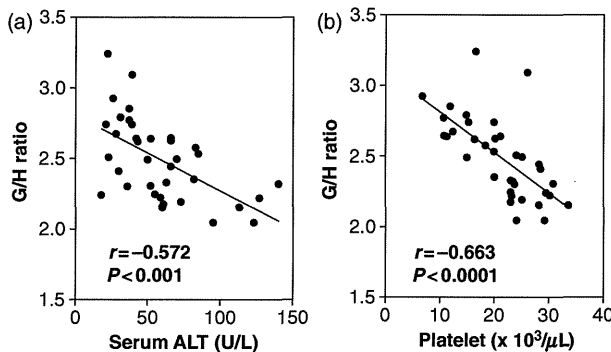 (a)
3.5
3.0
2.5
2.0
1.5
G/H ratio
r=−0.572
P<0.001
0
50
100
150
Serum ALT (U/L)
(b)
3.5
3.0
2.5
2.0
1.5
G/H ratio
r=−0.663
P<0.0001
0
10
20
30
40
Platelet (x 10³/μL)